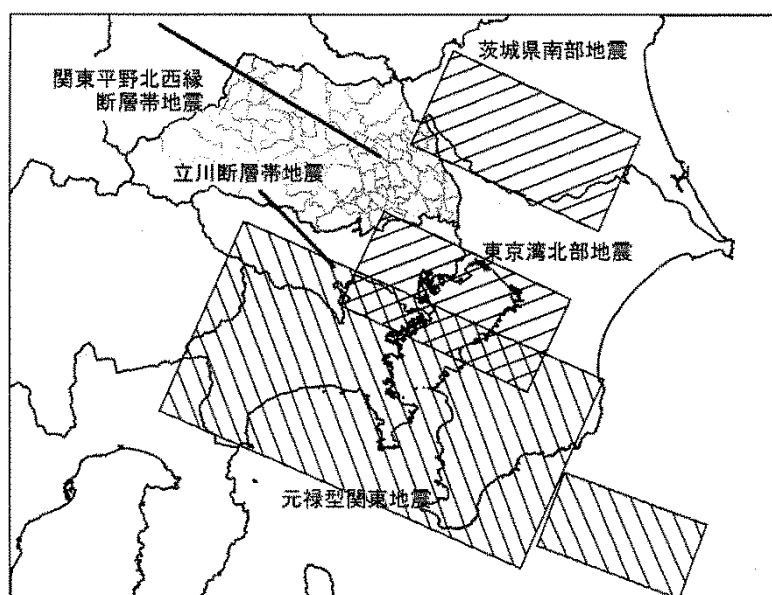 茨城県南部地震
関東平野北西縁
断層帯地震
立川断層帯地震
東京湾北部地震
元禄型関東地震